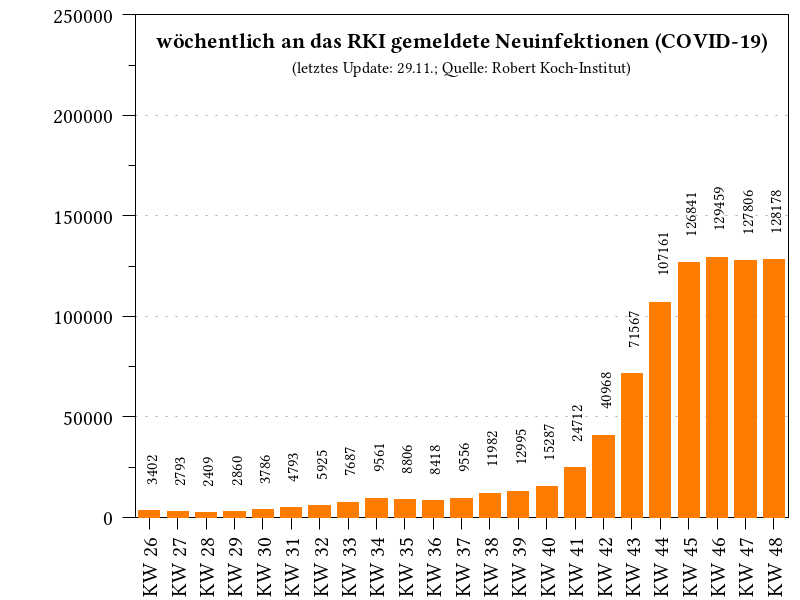 wöchentlich an das RKI gemeldete Neuinfektionen (COVID-19)
(letztes Update: 29.11.; Quelle: Robert Koch-Institut)
250000
200000
150000
100000
50000
0
3402
2793
2409
2860
3786
4793
5925
7687
9561
8806
8418
9556
11982
12995
15287
24712
40968
71567
107161
126841
129459
127806
128178
KW 26
KW 27
KW 28
KW 29
KW 30
KW 31
KW 32
KW 33
KW 34
KW 35
KW 36
KW 37
KW 38
KW 39
KW 40
KW 41
KW 42
KW 43
KW 44
KW 45
KW 46
KW 47
KW 48